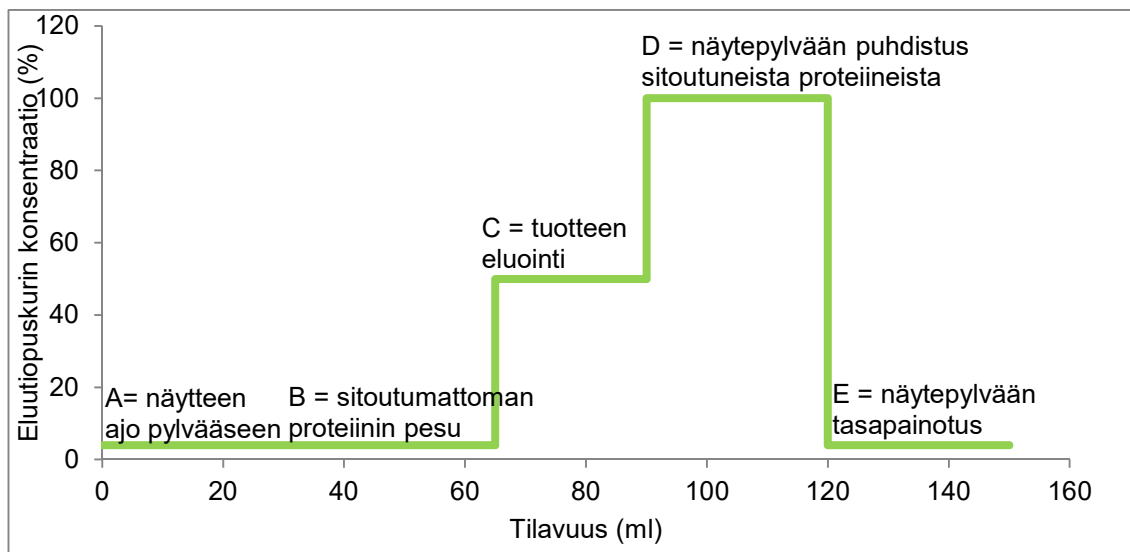 Eluutiopuskurin konsentraatio (%)
120
100
80
60
40
20
0
D = näytepylvään puhdistus
sitoutuneista proteiineista
C = tuotteen
eluointi
A= näytteen
ajo pylvääseen
B = sitoutumattoman
proteiinin pesu
E = näytepylvään
tasapainotus
0 20 40 60 80 100 120 140 160
Tilavuus (ml)